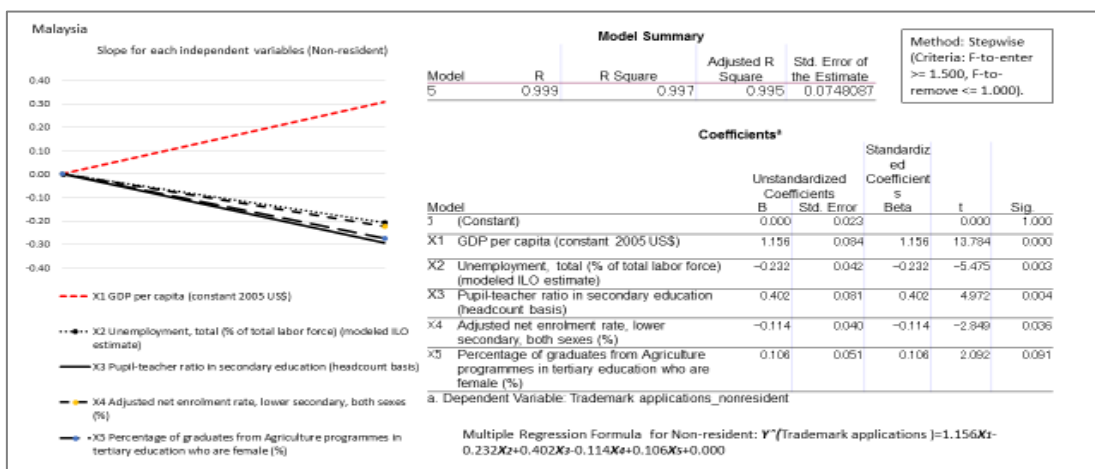 Malaysia
Slope for each independent variables (Non-resident)
0.40
0.30
0.20
0.10
0.00
-0.10
-0.20
-0.30
-0.40
X1 GDP per capita (constant 2005 US$)
X2 Unemployment, total (% of total labor force) (modeled ILO
estimate)
X3 Pupil-teacher ratio in secondary education (headcount basis)
X4 Adjusted net enrolment rate, lower secondary, both sexes
(%)
X5 Percentage of graduates from Agriculture programmes in
tertiary education who are female (%)
Model Summary
Adjusted R Std. Error of
Model R R Square Square the Estimate
5 0.999 0.997 0.995 0.0748087
Method: Stepwise
(Criteria: F-to-enter
>= 1.500, F-to-
remove <= 1.000).
Coefficientsª
Standardiz
ed
Unstandardized Coefficient
Coefficients s
Model B Std. Error Beta t Sig.
5 (Constant) 0.000 0.023 0.000 1.000
X1 GDP per capita (constant 2005 US$) 1.156 0.084 1.156 13.784 0.000
X2 Unemployment, total (% of total labor force) −0.232 0.042 −0.232 −5.475 0.003
(modeled ILO estimate)
X3 Pupil-teacher ratio in secondary education 0.402 0.081 0.402 4.972 0.004
(headcount basis)
X4 Adjusted net enrolment rate, lower −0.114 0.040 −0.114 −2.849 0.036
secondary, both sexes (%)
X5 Percentage of graduates from Agriculture 0.106 0.051 0.106 2.092 0.091
programmes in tertiary education who are
female (%)
a. Dependent Variable: Trademark applications_nonresident
Multiple Regression Formula for Non-resident: Y^(Trademark applications )=1.156X1-
0.232X2+0.402X3-0.114X4+0.106X5+0.000